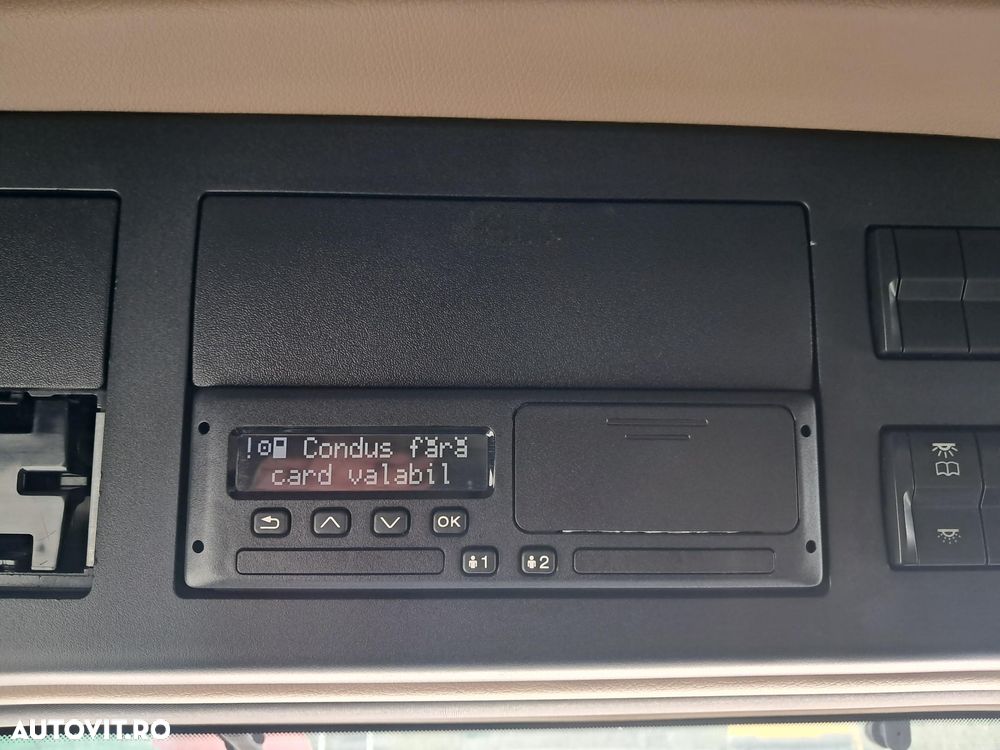 ! Condus fără
card valabil
OK
1
2
AUTOVIT.RO